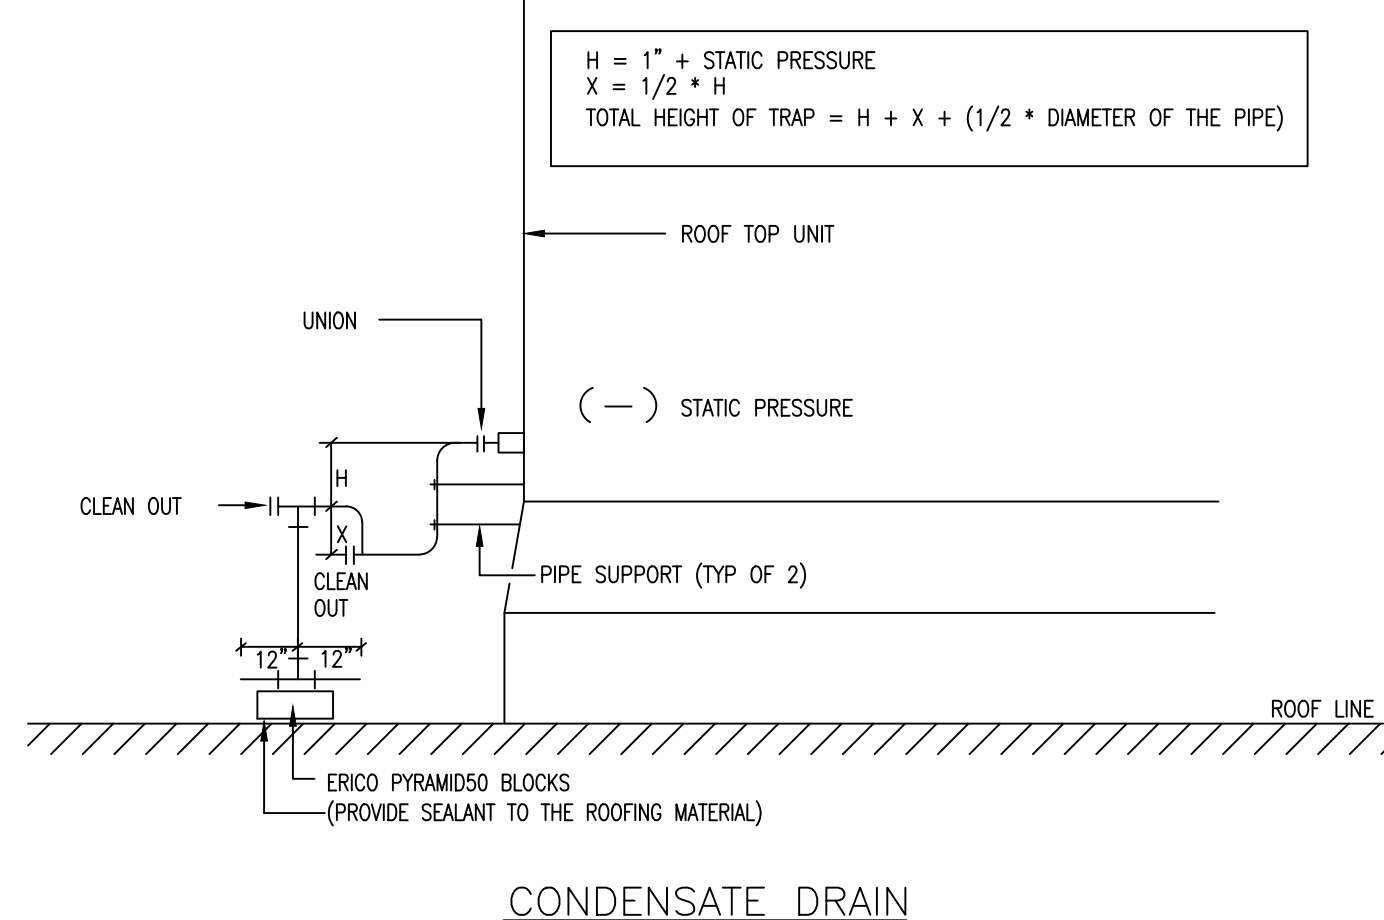 H = 1" + STATIC PRESSURE
X = 1/2 * H
TOTAL HEIGHT OF TRAP = H + X + (1/2 * DIAMETER OF THE PIPE)
ROOF TOP UNIT
UNION
(—) STATIC PRESSURE
H
CLEAN OUT
X
CLEAN
OUT
PIPE SUPPORT (TYP OF 2)
12" 12"
ROOF LINE
ERICO PYRAMID50 BLOCKS
(PROVIDE SEALANT TO THE ROOFING MATERIAL)
CONDENSATE DRAIN